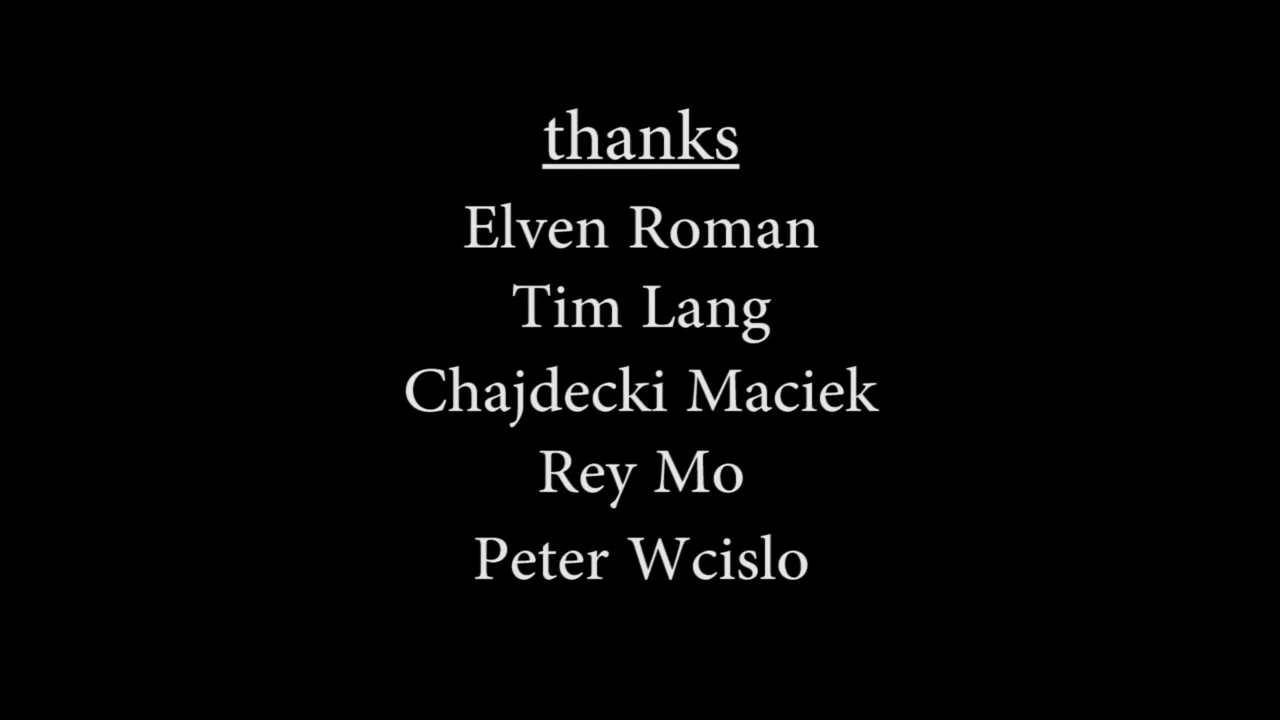 thanks
Elven Roman
Tim Lang
Chajdecki Maciek
Rey Mo
Peter Wcislo